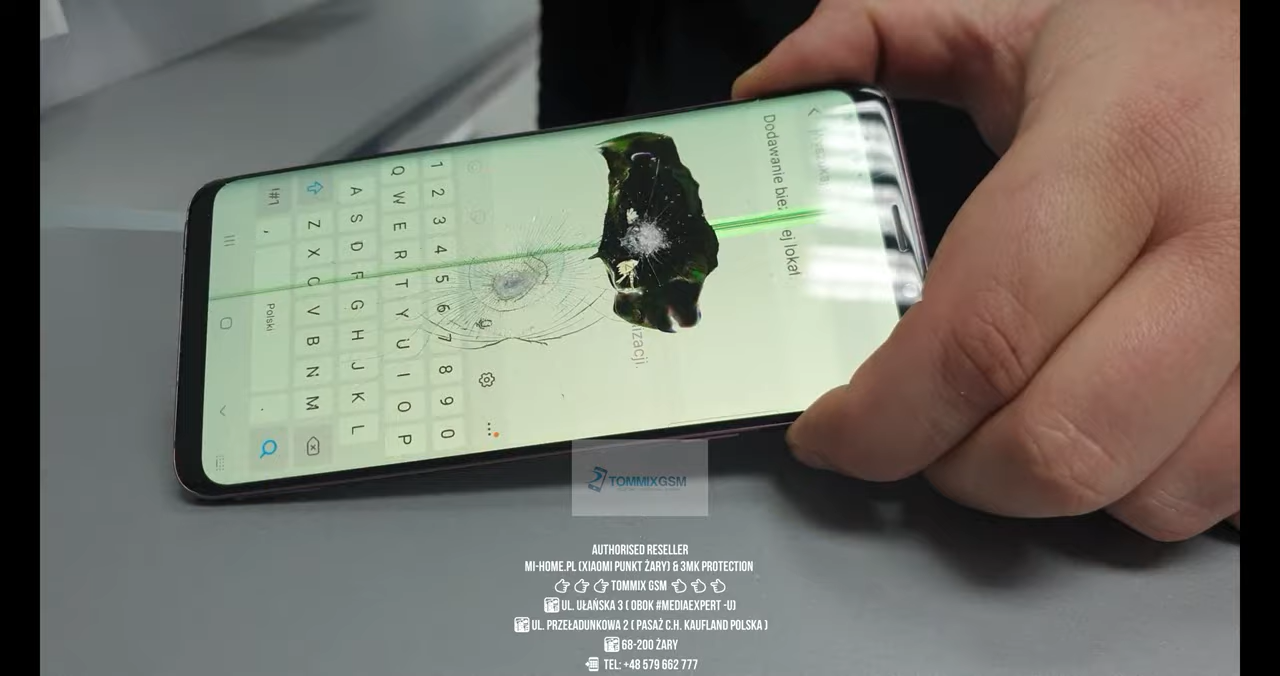 Dodawanie bie
ej lokal
izacji.
1 2 3 4 5 6 7 8 9 0
Q W E R T Y U I O P
A S D F G H J K L
Z X C V B N M
!#1 , Polski .
TOMMIXGSM
AUTHORISED RESELLER
MI-HOME.PL (XIAOMI PUNKT ŻARY) & 3MK PROTECTION
TOMMIX GSM
UL. UŁAŃSKA 3 ( OBOK #MEDIAEXPERT -U)
UL. PRZEŁADUNKOWA 2 ( PASAŻ C.H. KAUFLAND POLSKA )
68-200 ŻARY
TEL: +48 579 662 777